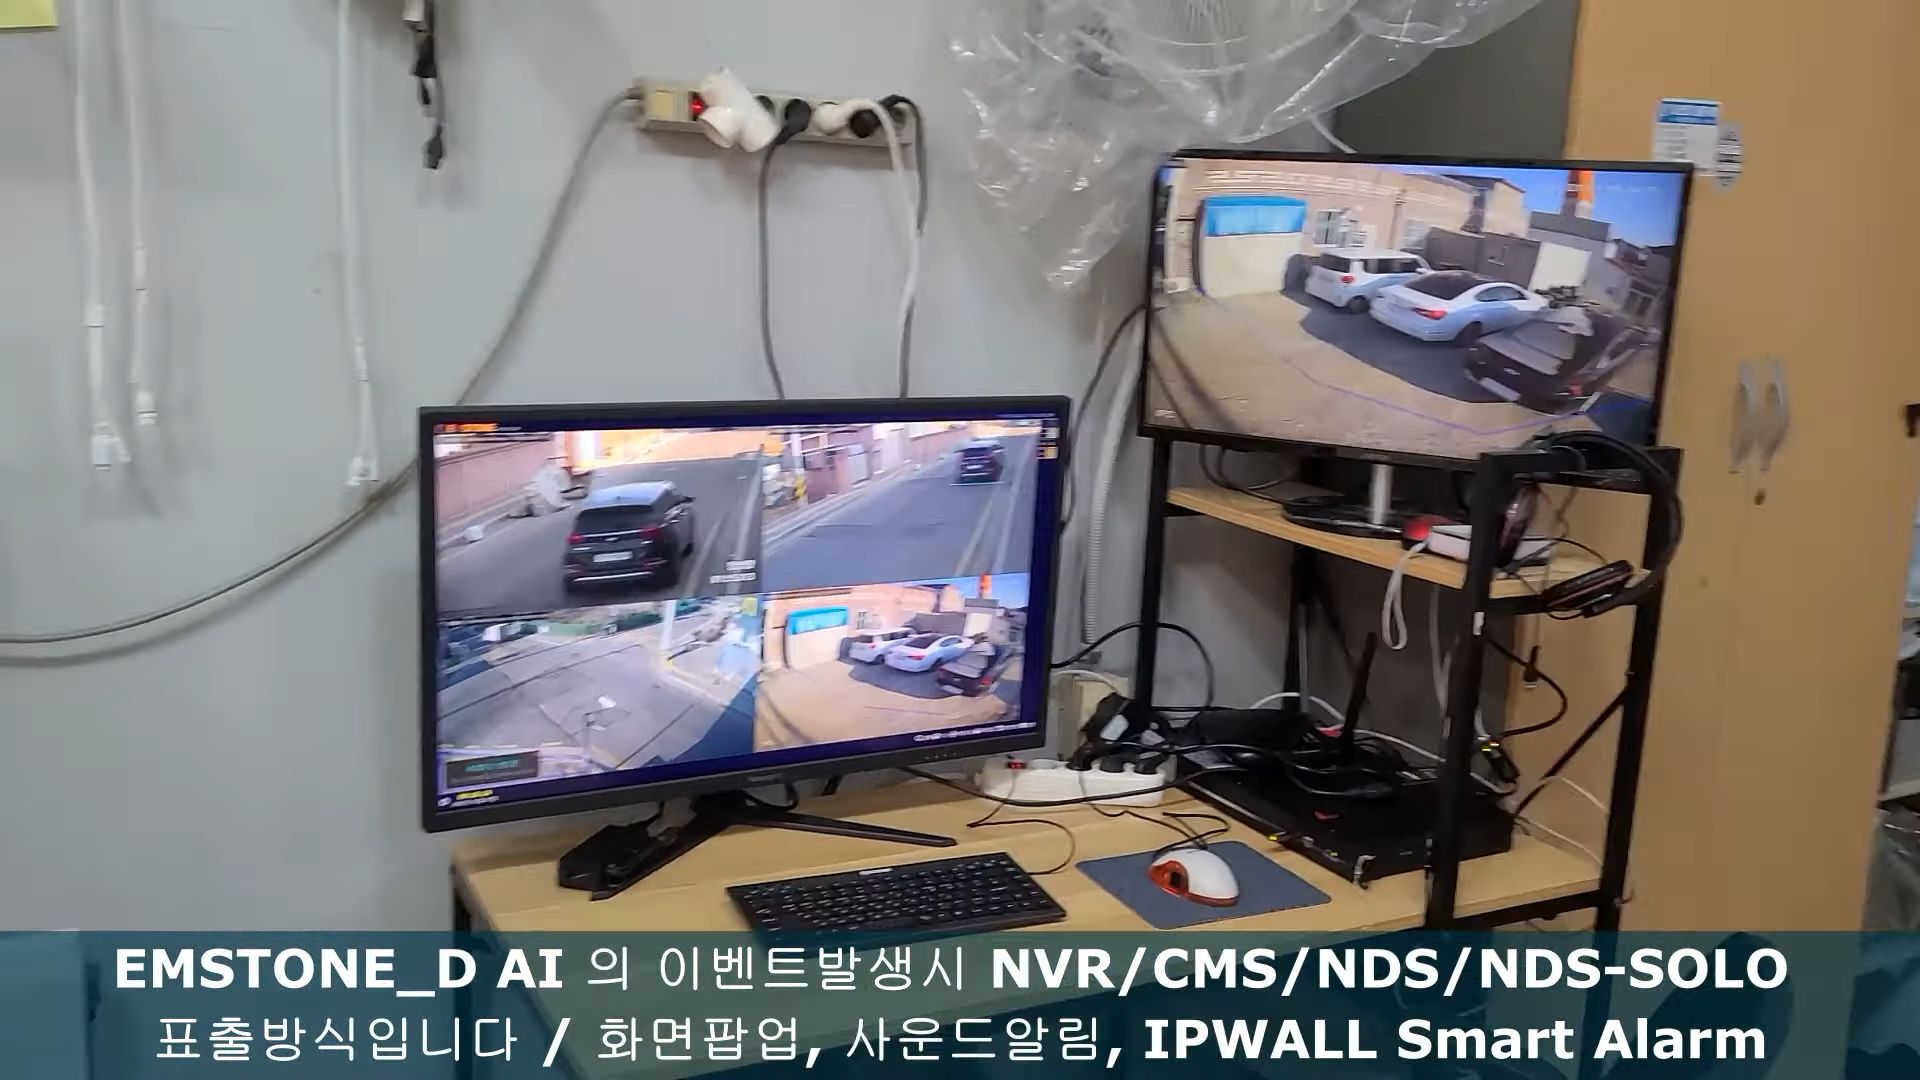 EMSTONE_D AI 의 이벤트발생시 NVR/CMS/NDS/NDS-SOLO
표출방식입니다 / 화면팝업, 사운드알림, IPWALL Smart Alarm